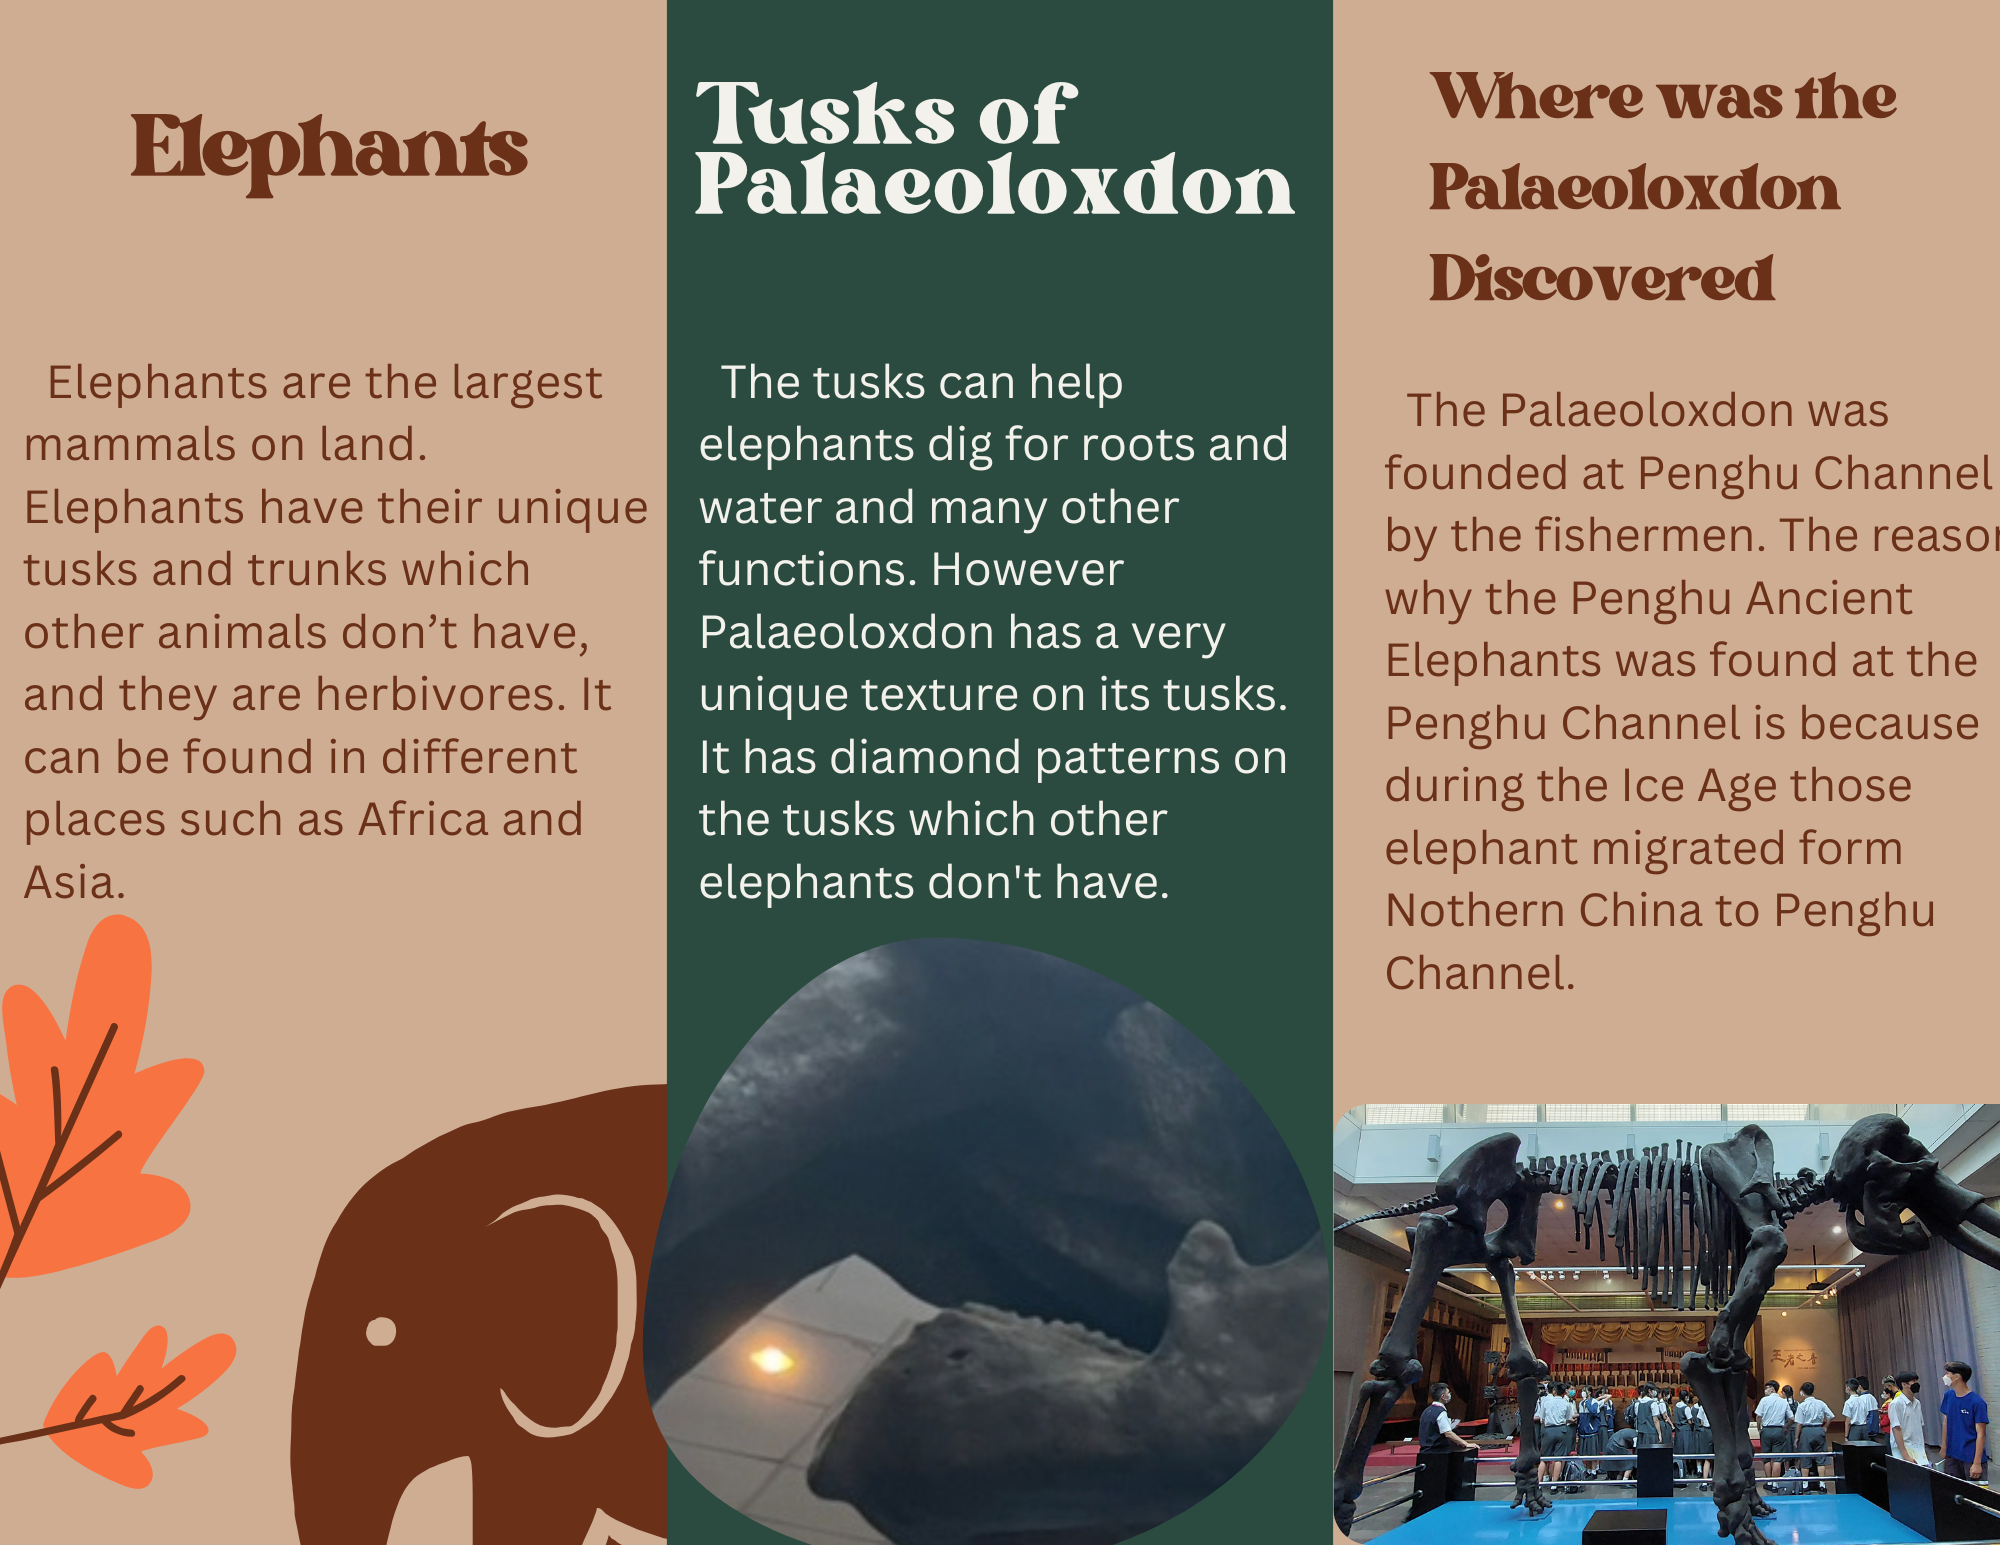 Elephants
Elephants are the largest
mammals on land.
Elephants have their unique
tusks and trunks which
other animals don’t have,
and they are herbivores. It
can be found in different
places such as Africa and
Asia.
Tusks of
Palaeoloxdon
The tusks can help
elephants dig for roots and
water and many other
functions. However
Palaeoloxdon has a very
unique texture on its tusks.
It has diamond patterns on
the tusks which other
elephants don't have.
Where was the
Palaeoloxdon
Discovered
The Palaeoloxdon was
founded at Penghu Channel
by the fishermen. The reason
why the Penghu Ancient
Elephants was found at the
Penghu Channel is because
during the Ice Age those
elephant migrated form
Nothern China to Penghu
Channel.
王者之音